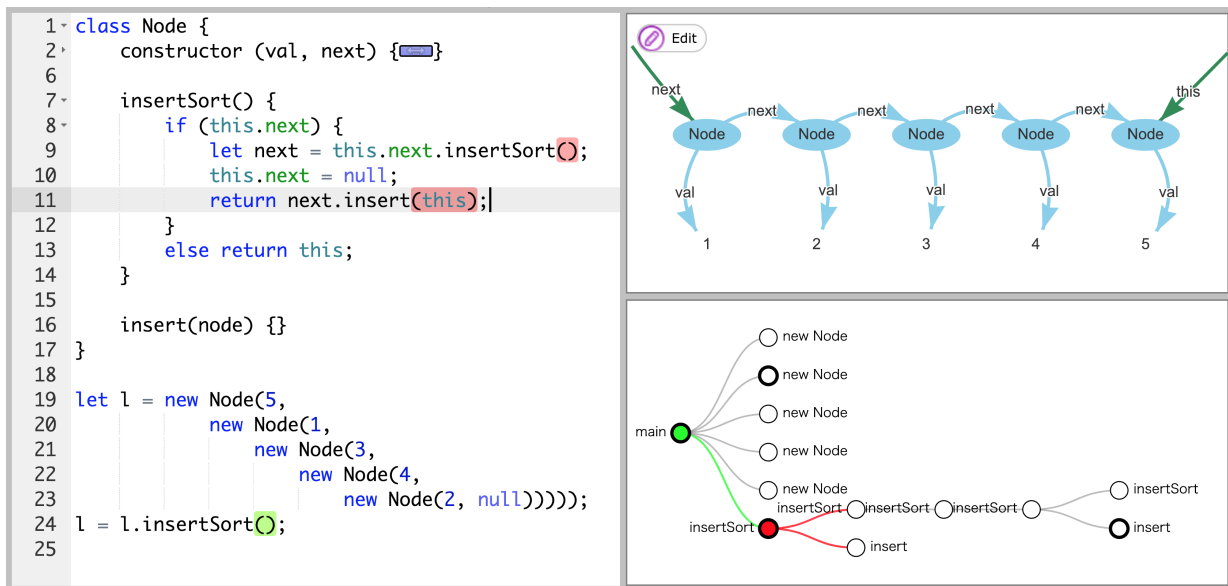 1 class Node {
2     constructor (val, next) {}
6
7     insertSort() {
8         if (this.next) {
9             let next = this.next.insertSort();
10             this.next = null;
11             return next.insert(this);
12         }
13         else return this;
14     }
15
16     insert(node) {}
17 }
18
19 let l = new Node(5,
20             new Node(1,
21                 new Node(3,
22                     new Node(4,
23                         new Node(2, null)))));
24 l = l.insertSort();
25
Edit
next this
next next next next
Node Node Node Node Node
val val val val val
1 2 3 4 5
new Node
new Node
new Node
main
new Node
new Node insertSort
insertSort insertSort insertSort
insertSort insert
insert